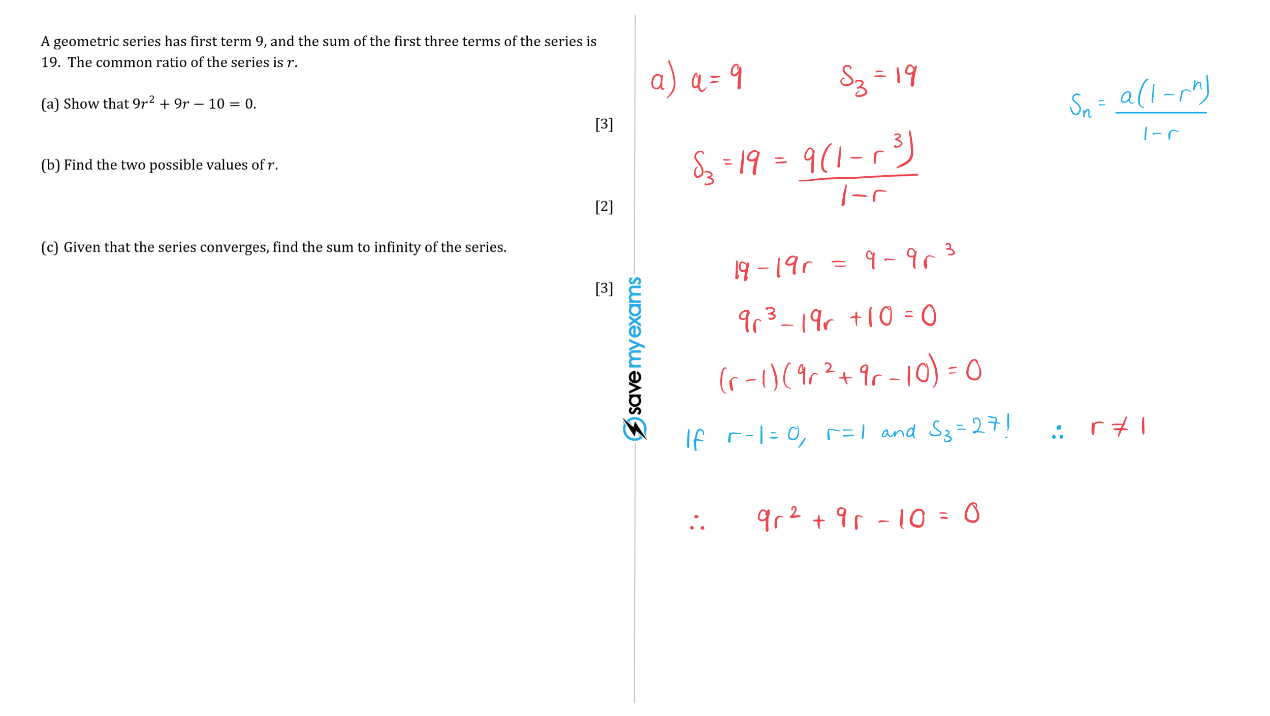 A geometric series has first term 9, and the sum of the first three terms of the series is
19. The common ratio of the series is r.
(a) Show that 9r² + 9r − 10 = 0.
[3]
(b) Find the two possible values of r.
[2]
(c) Given that the series converges, find the sum to infinity of the series.
[3]
savemyexams
a) a = 9 S₃ = 19
Sₙ = a(1 − rⁿ) / 1 − r
S₃ = 19 = 9(1 − r³) / 1 − r
19 − 19r = 9 − 9r³
9r³ − 19r + 10 = 0
(r − 1)(9r² + 9r − 10) = 0
If r − 1 = 0, r = 1 and S₃ = 27! ∴ r ≠ 1
∴ 9r² + 9r − 10 = 0